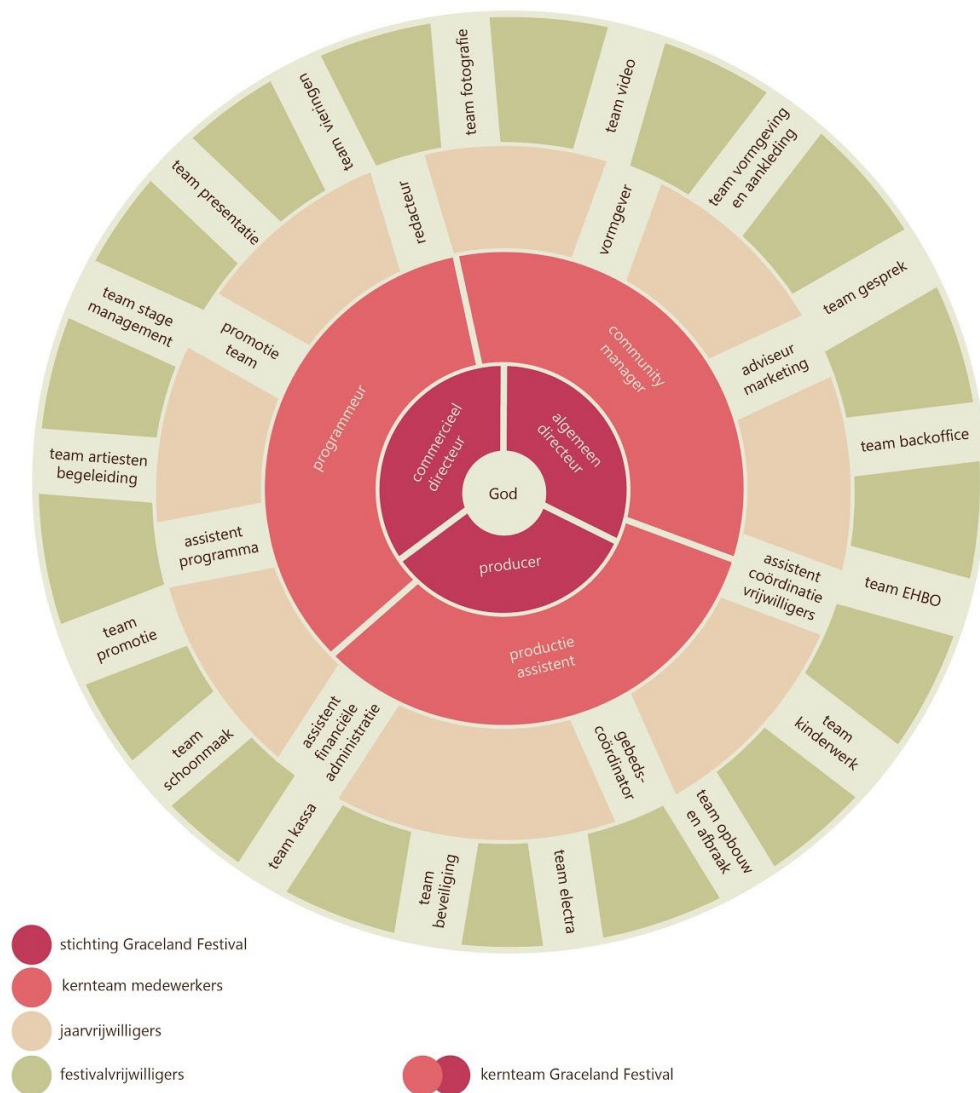 God
commercieel
directeur
algemeen
directeur
producer
programmeur
community
manager
productie
assistent
redacteur
vormgever
adviseur
marketing
assistent
coördinatie
vrijwilligers
gebeds-
coördinator
assistent
financiële
administratie
assistent
programma
promotie
team
team fotografie
team video
team vormgeving
en aankleding
team gesprek
team backoffice
team EHBO
team
kinderwerk
team opbouw
en afbraak
team electra
team
beveiliging
team kassa
team
schoonmaak
team
promotie
team artiesten
begeleiding
team stage
management
team presentatie
team vieringen
stichting Graceland Festival
kernteam medewerkers
jaarvrijwilligers
festivalvrijwilligers
kernteam Graceland Festival